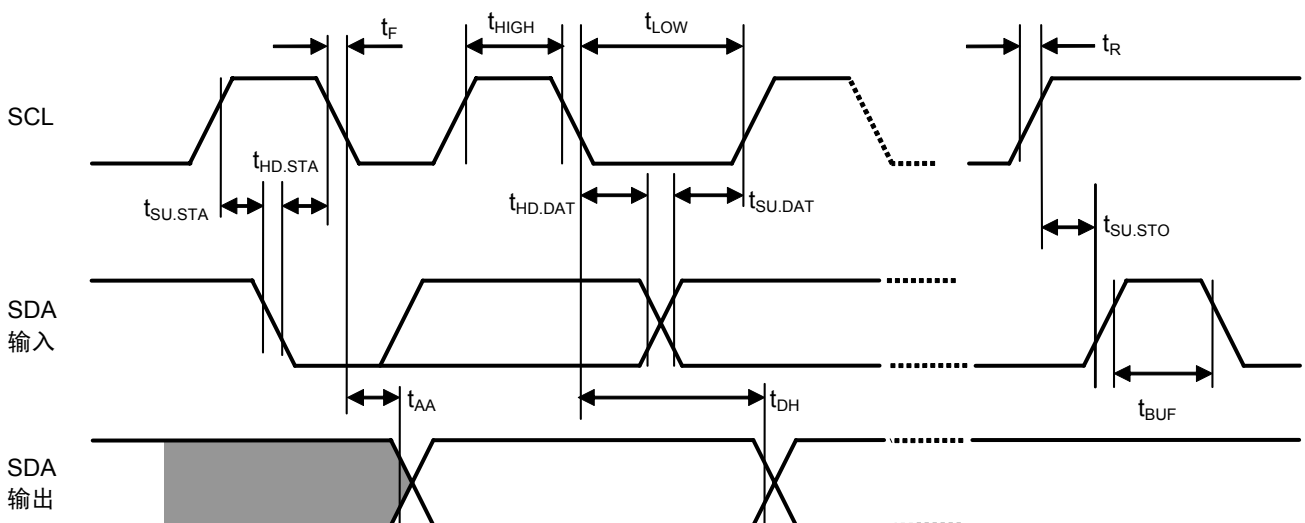 tF
tHIGH
tLOW
tR
SCL
tHD.STA
tSU.STA
tHD.DAT
tSU.DAT
tSU.STO
SDA
输入
tAA
tDH
tBUF
SDA
输出